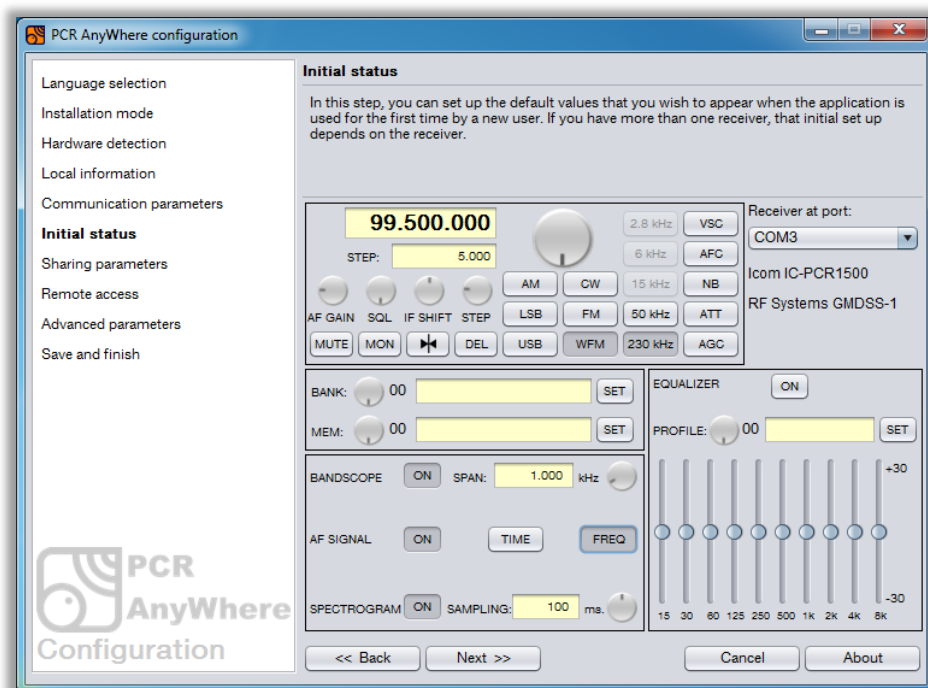 PCR AnyWhere configuration
Language selection
Installation mode
Hardware detection
Local information
Communication parameters
Initial status
Sharing parameters
Remote access
Advanced parameters
Save and finish
PCR
AnyWhere
Configuration
Initial status
In this step, you can set up the default values that you wish to appear when the application is
used for the first time by a new user. If you have more than one receiver, that initial set up
depends on the receiver.
99.500.000
STEP: 5.000
AF GAIN SQL IF SHIFT STEP
MUTE MON DEL
AM CW
LSB FM
USB WFM
2.8 kHz VSC
6 kHz AFC
15 kHz NB
50 kHz ATT
230 kHz AGC
Receiver at port:
COM3
Icom IC-PCR1500
RF Systems GMDSS-1
BANK: 00 SET
MEM: 00 SET
BANDSCOPE ON SPAN: 1.000 kHz
AF SIGNAL ON TIME FREQ
SPECTROGRAM ON SAMPLING: 100 ms.
EQUALIZER ON
PROFILE: 00 SET
+30
-30
15 30 60 125 250 500 1k 2k 4k 8k
<< Back Next >> Cancel About